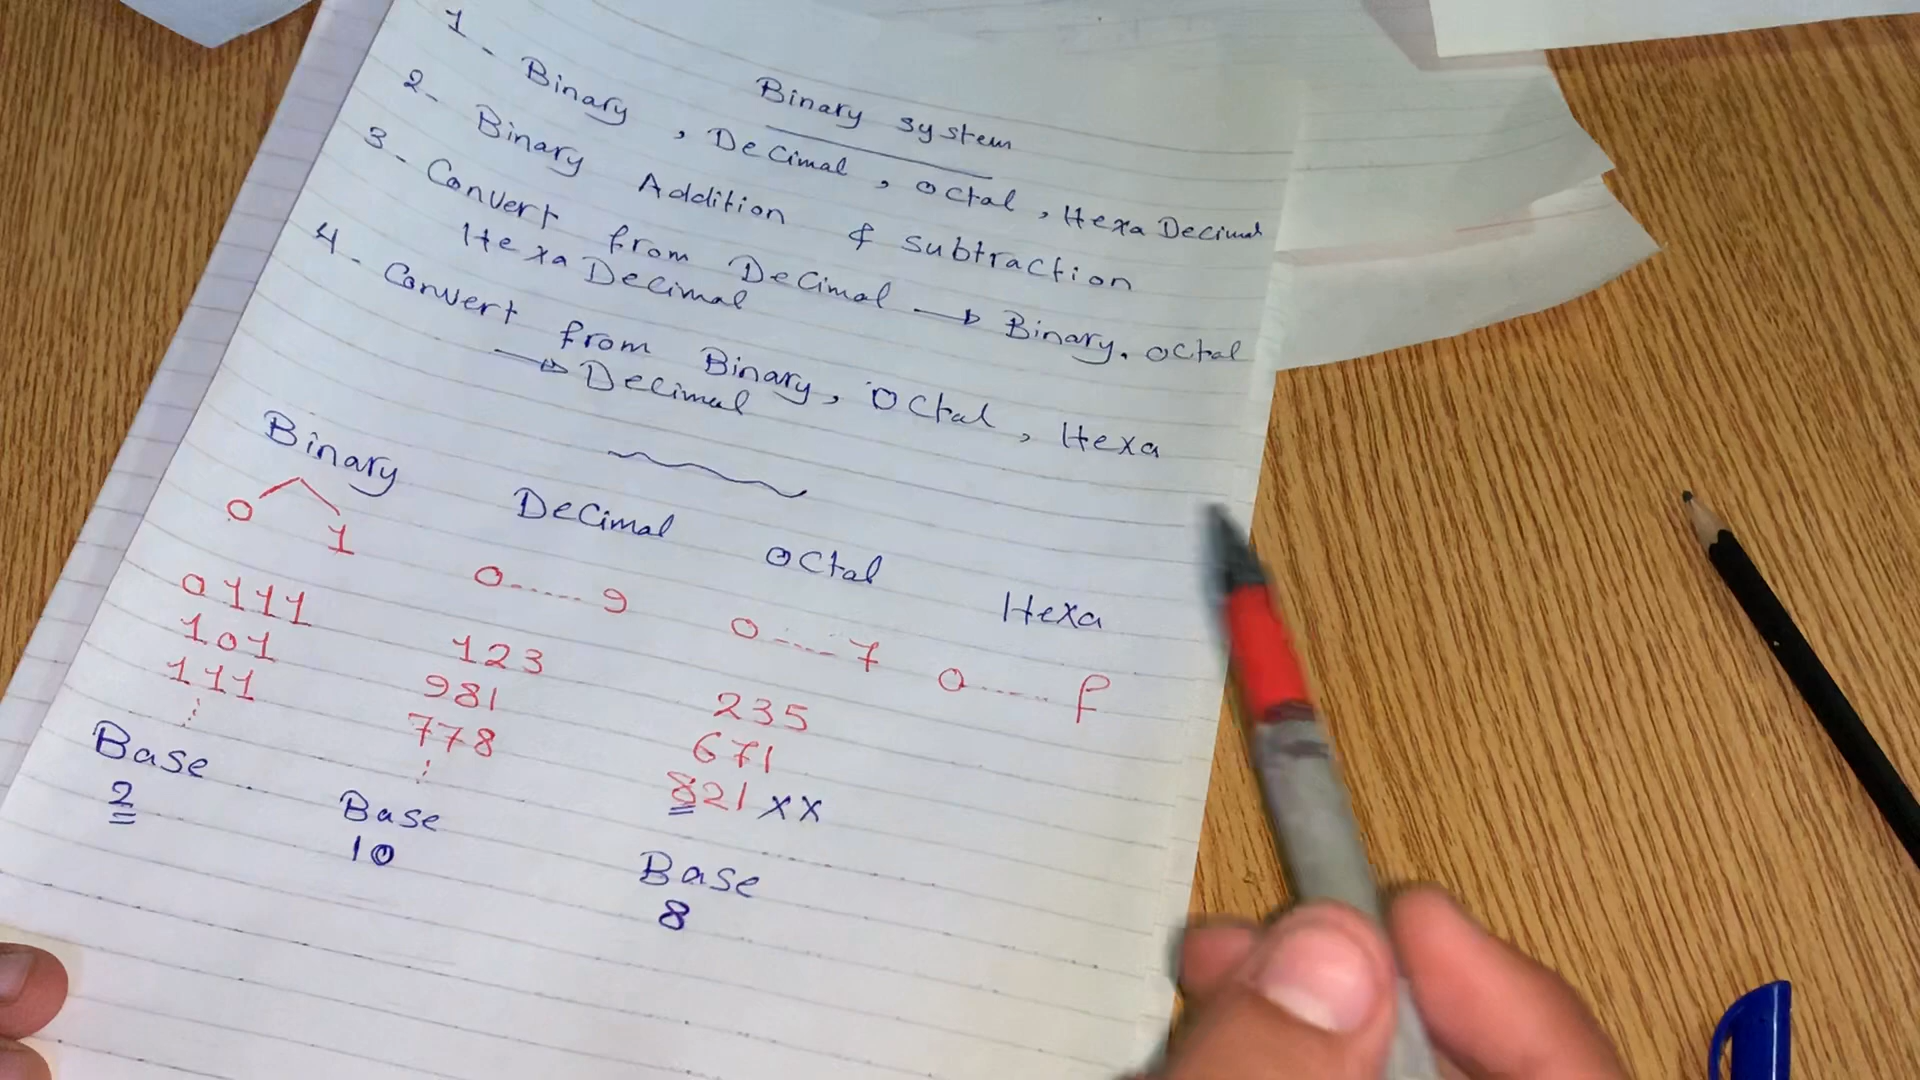 Binary system
1- Binary, Decimal, octal, Hexa Decimal
2- Binary Addition & subtraction
3- Convert from Decimal → Binary. octal
Hexa Decimal
4- Convert from Binary, Octal, Hexa
→ Decimal
Binary Decimal octal Hexa
0 1 0.....9 0.....7 0.....f
0111 123 235
101 981 671
111 778 821 XX
Base Base Base
2 10 8